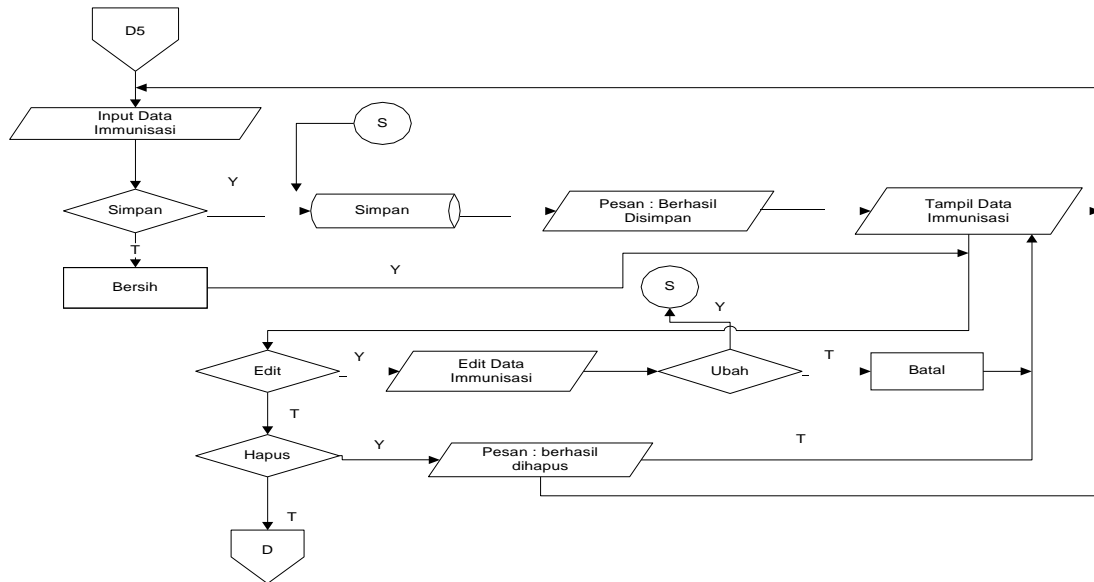 D5
Input Data
Immunisasi
S
Y
Simpan
Simpan
Pesan : Berhasil
Disimpan
Tampil Data
Immunisasi
T
Bersih
Y
S
Y
Edit
Y
Edit Data
Immunisasi
Ubah
T
Batal
T
Hapus
Y
Pesan : berhasil
dihapus
T
T
D